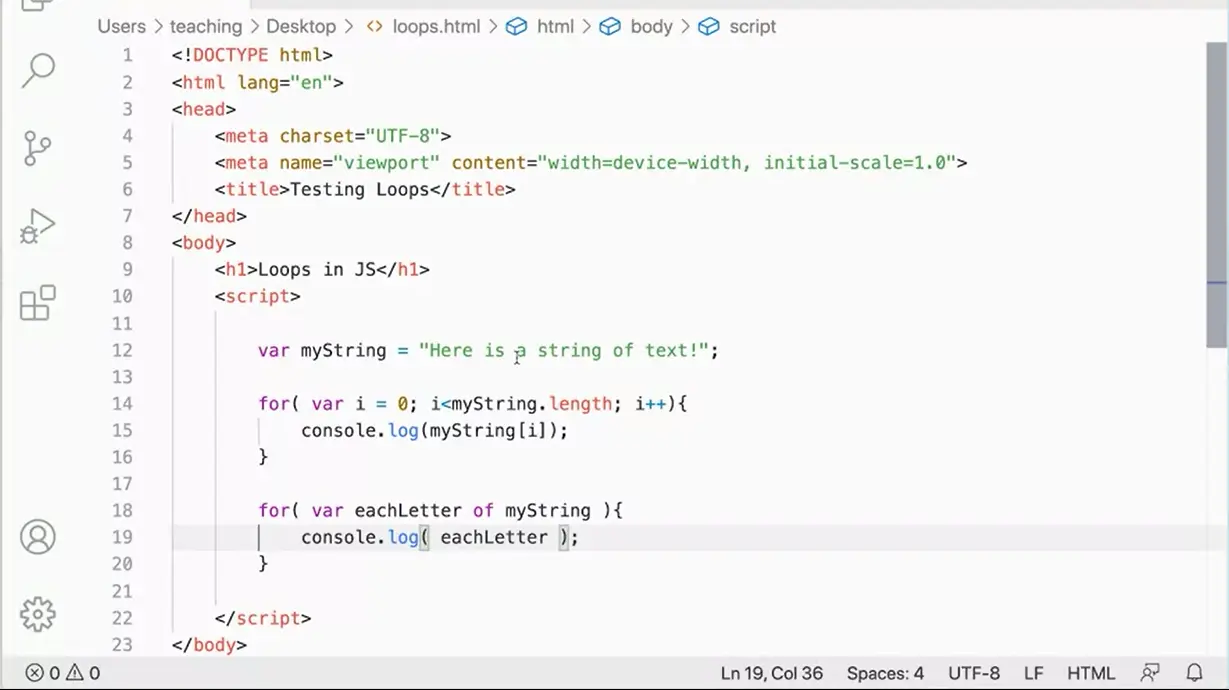 Users > teaching > Desktop > <> loops.html > html > body > script
1 <!DOCTYPE html>
2 <html lang="en">
3 <head>
4 <meta charset="UTF-8">
5 <meta name="viewport" content="width=device-width, initial-scale=1.0">
6 <title>Testing Loops</title>
7 </head>
8 <body>
9 <h1>Loops in JS</h1>
10 <script>
11
12 var myString = "Here is a string of text!";
13
14 for( var i = 0; i<myString.length; i++){
15 console.log(myString[i]);
16 }
17
18 for( var eachLetter of myString ){
19 console.log( eachLetter );
20 }
21
22 </script>
23 </body>
0 0 Ln 19, Col 36 Spaces: 4 UTF-8 LF HTML